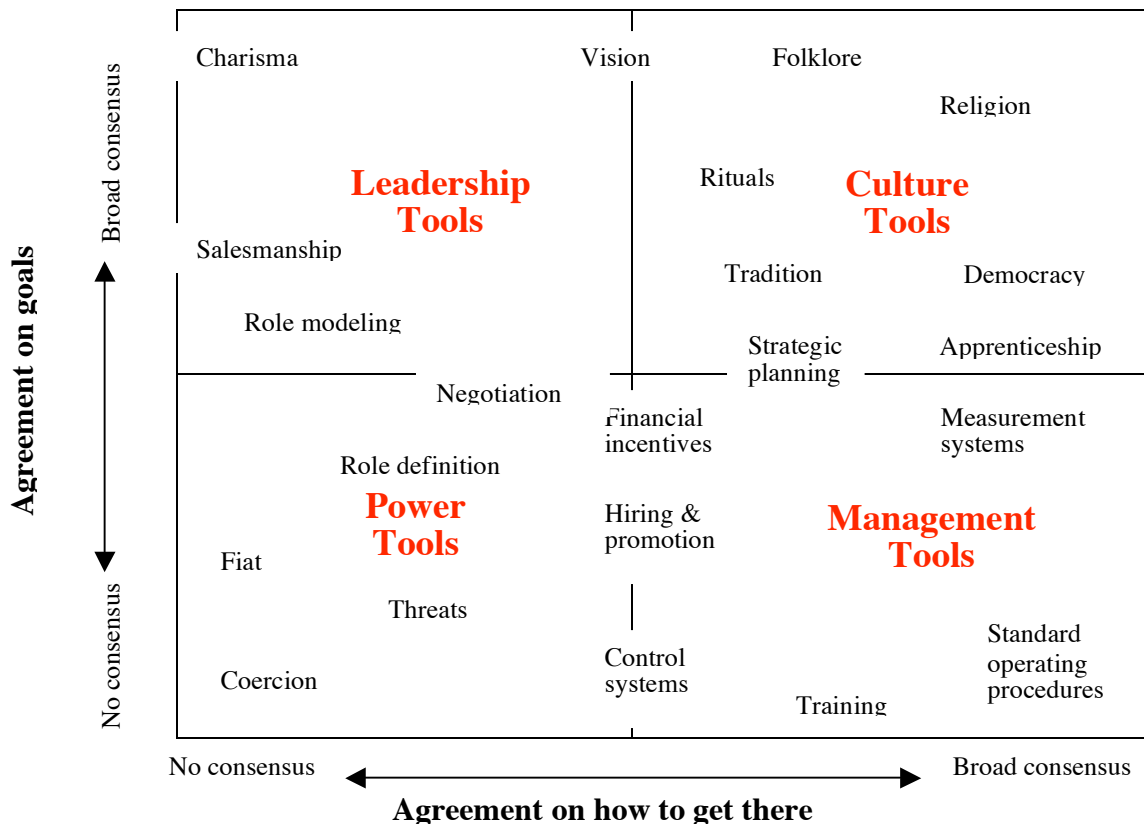 Charisma
Vision
Folklore
Religion
Leadership
Tools
Rituals
Culture
Tools
Salesmanship
Tradition
Democracy
Role modeling
Strategic
planning
Apprenticeship
Negotiation
Financial
incentives
Measurement
systems
Role definition
Power
Tools
Hiring &
promotion
Management
Tools
Fiat
Threats
Coercion
Control
systems
Training
Standard
operating
procedures
Agreement on goals
Broad consensus
No consensus
No consensus
Broad consensus
Agreement on how to get there